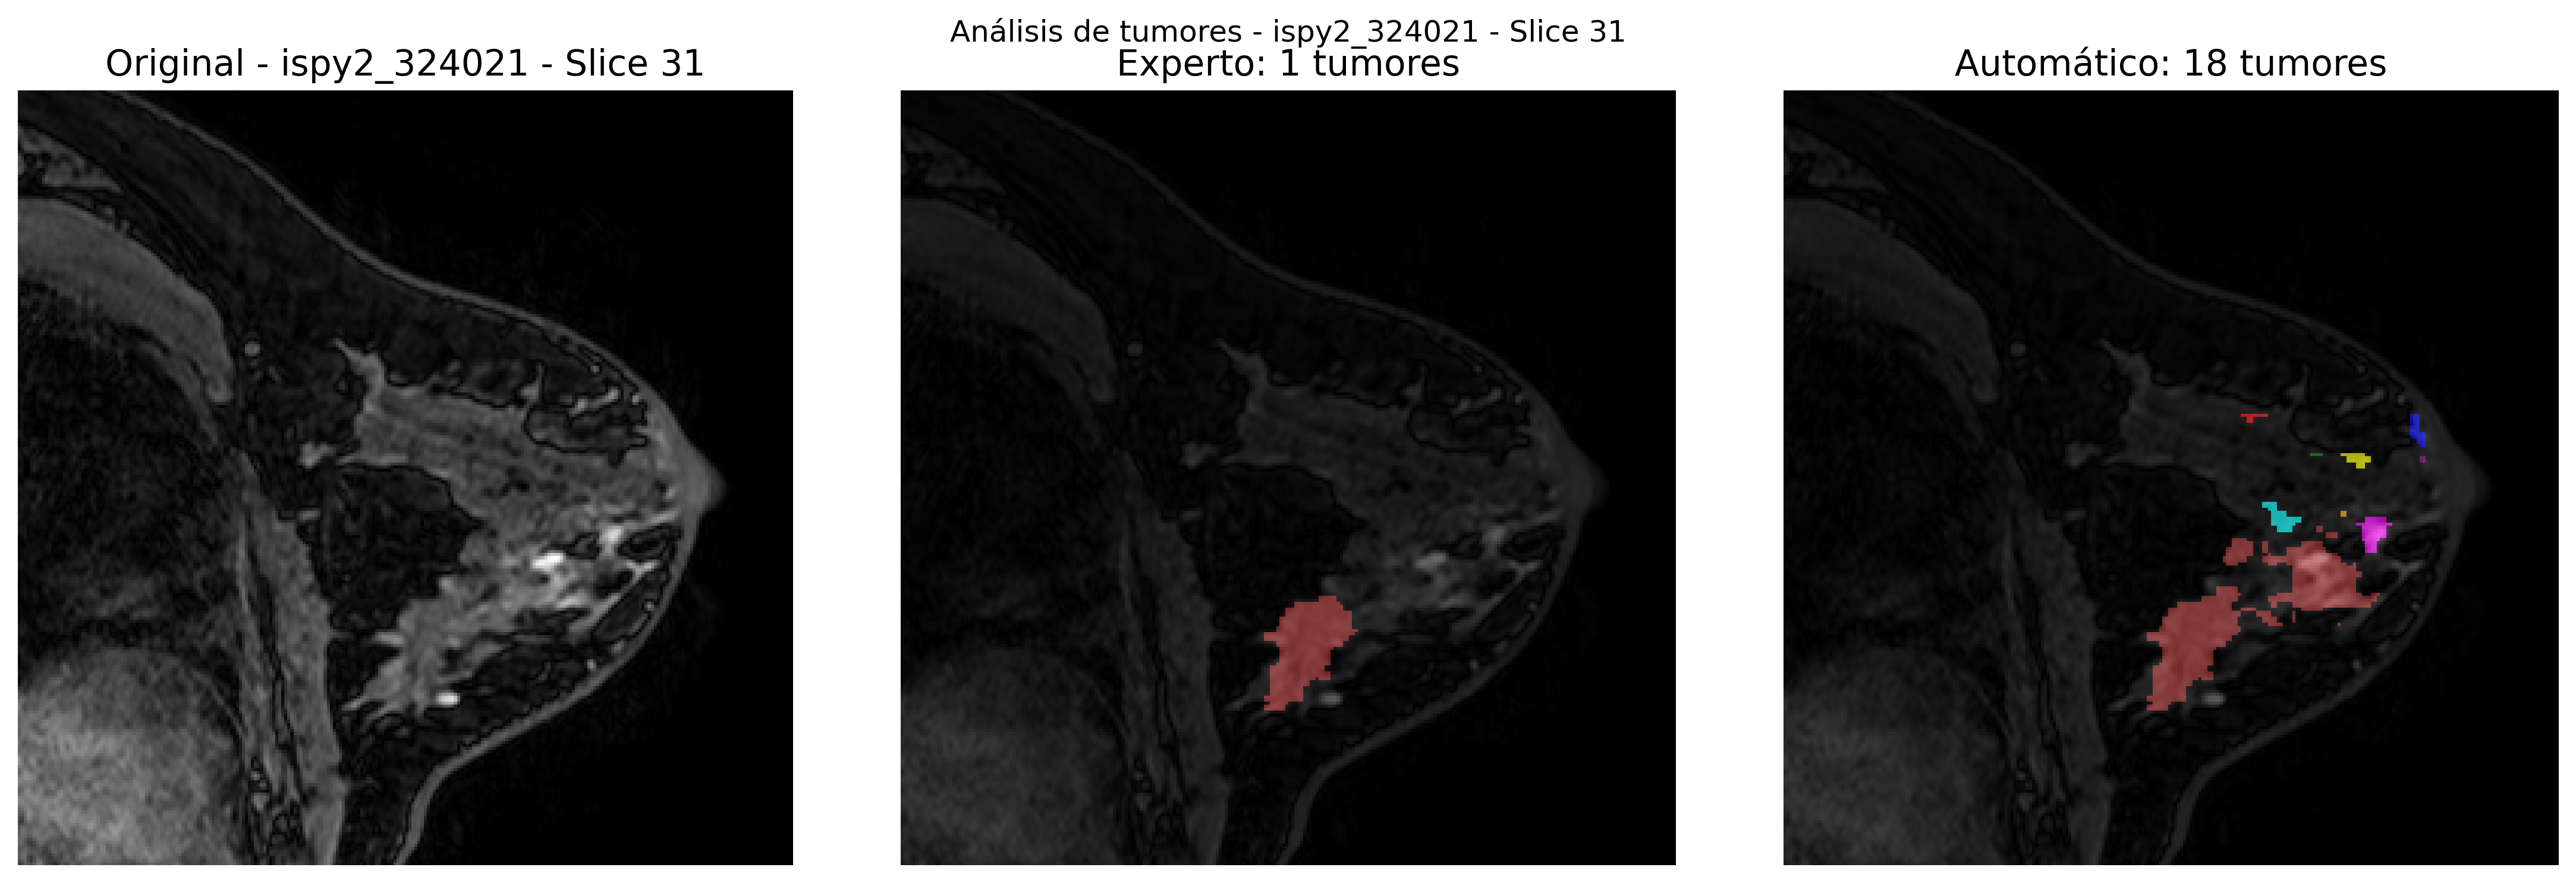 Análisis de tumores - ispy2_324021 - Slice 31
Original - ispy2_324021 - Slice 31
Experto: 1 tumores
Automático: 18 tumores